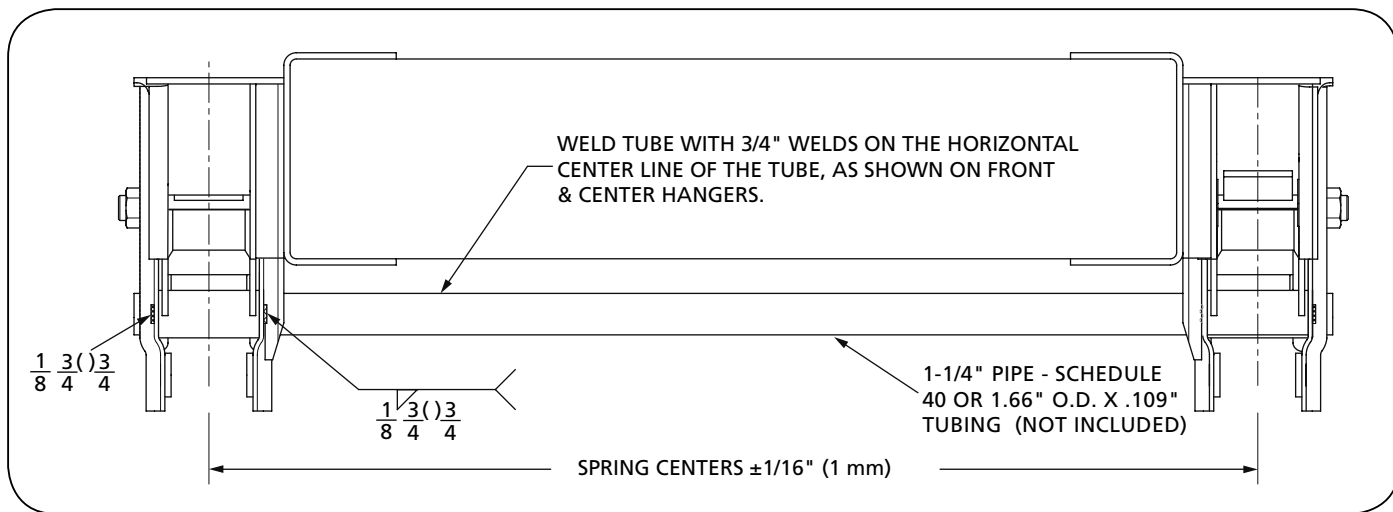 WELD TUBE WITH 3/4" WELDS ON THE HORIZONTAL
CENTER LINE OF THE TUBE, AS SHOWN ON FRONT
& CENTER HANGERS.
1/8 3/4( )3/4
1/8 3/4( )3/4
1-1/4" PIPE - SCHEDULE
40 OR 1.66" O.D. X .109"
TUBING (NOT INCLUDED)
SPRING CENTERS ±1/16" (1 mm)